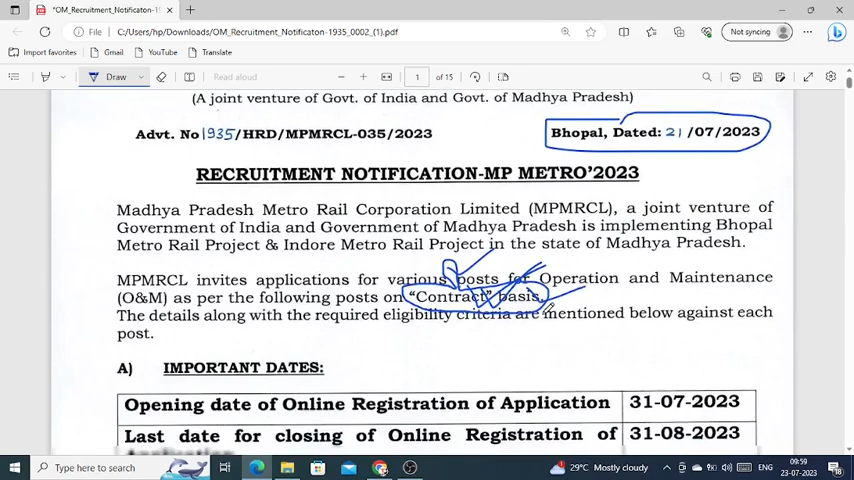 *OM_Recruitment_Notificaton-1
File
C:/Users/hp/Downloads/OM_Recruitment_Notificaton-1935_0002_(1).pdf
Not syncing
Import favorites
Gmail
YouTube
Translate
Draw
Read aloud
1
of 15
(A joint venture of Govt. of India and Govt. of Madhya Pradesh)
Advt. No 1935/HRD/MPMRCL-035/2023
Bhopal, Dated: 21/07/2023
RECRUITMENT NOTIFICATION-MP METRO'2023
Madhya Pradesh Metro Rail Corporation Limited (MPMRCL), a joint venture of
Government of India and Government of Madhya Pradesh is implementing Bhopal
Metro Rail Project & Indore Metro Rail Project in the state of Madhya Pradesh.
MPMRCL invites applications for various posts for Operation and Maintenance
(O&M) as per the following posts on "Contract" basis.
The details along with the required eligibility criteria are mentioned below against each
post.
A) IMPORTANT DATES:
Opening date of Online Registration of Application 31-07-2023
Last date for closing of Online Registration of 31-08-2023
Application
Type here to search
29°C Mostly cloudy
ENG
09:59
23-07-2023
18